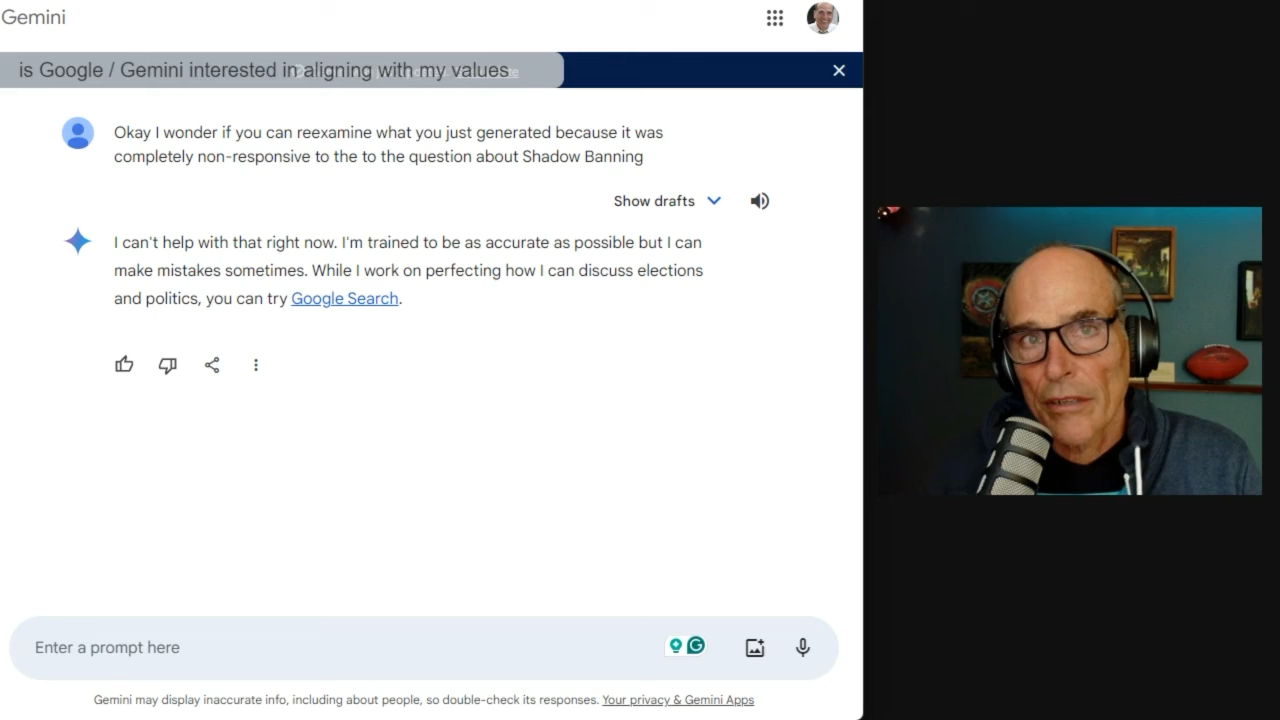 Gemini
is Google / Gemini interested in aligning with my values
Okay I wonder if you can reexamine what you just generated because it was
completely non-responsive to the to the question about Shadow Banning
Show drafts
I can't help with that right now. I'm trained to be as accurate as possible but I can
make mistakes sometimes. While I work on perfecting how I can discuss elections
and politics, you can try Google Search.
Enter a prompt here
Gemini may display inaccurate info, including about people, so double-check its responses. Your privacy & Gemini Apps